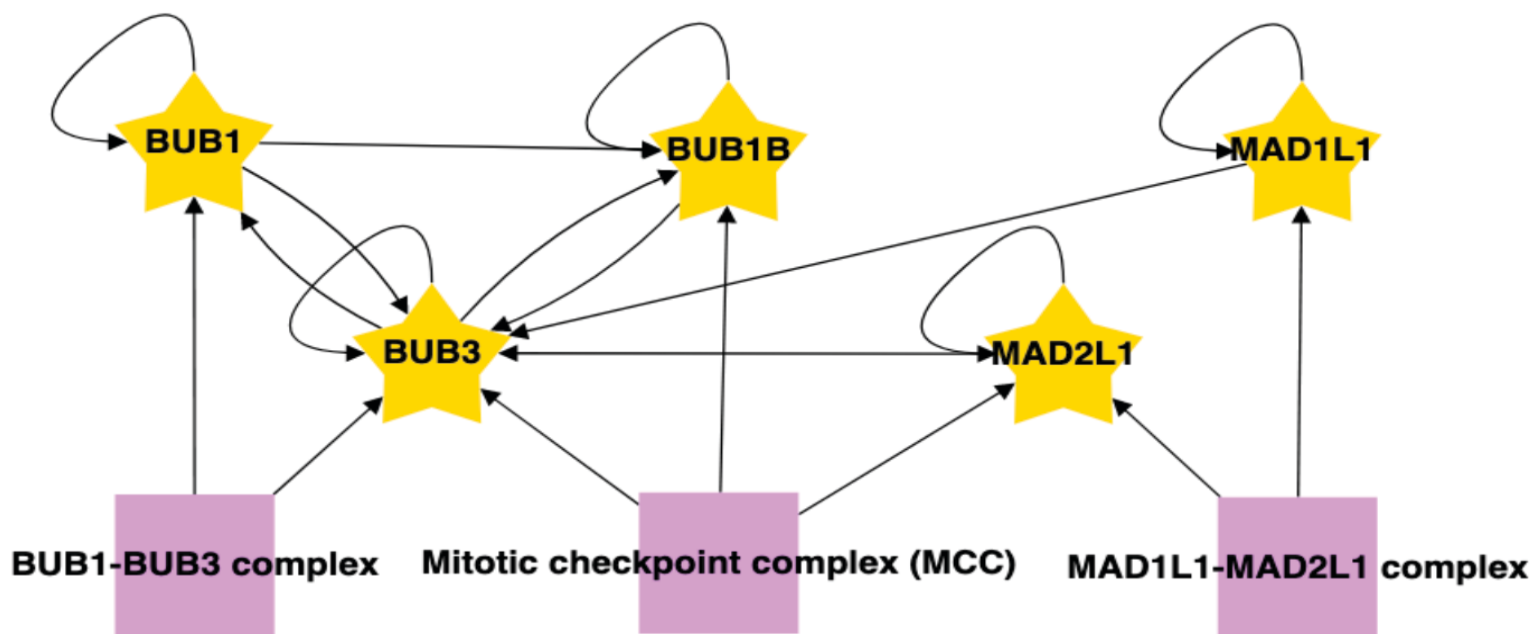 BUB1
BUB1B
MAD1L1
BUB3
MAD2L1
BUB1-BUB3 complex
Mitotic checkpoint complex (MCC)
MAD1L1-MAD2L1 complex